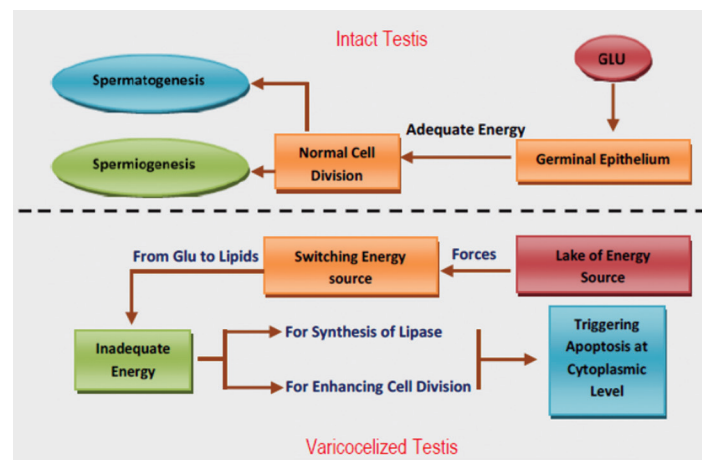 Intact Testis
GLU
Spermatogenesis
Adequate Energy
Normal Cell
Division
Germinal Epithelium
Spermiogenesis
From Glu to Lipids
Switching Energy
source
Forces
Lake of Energy
Source
Inadequate
Energy
For Synthesis of Lipase
For Enhancing Cell Division
Triggering
Apoptosis at
Cytoplasmic
Level
Varicocelized Testis